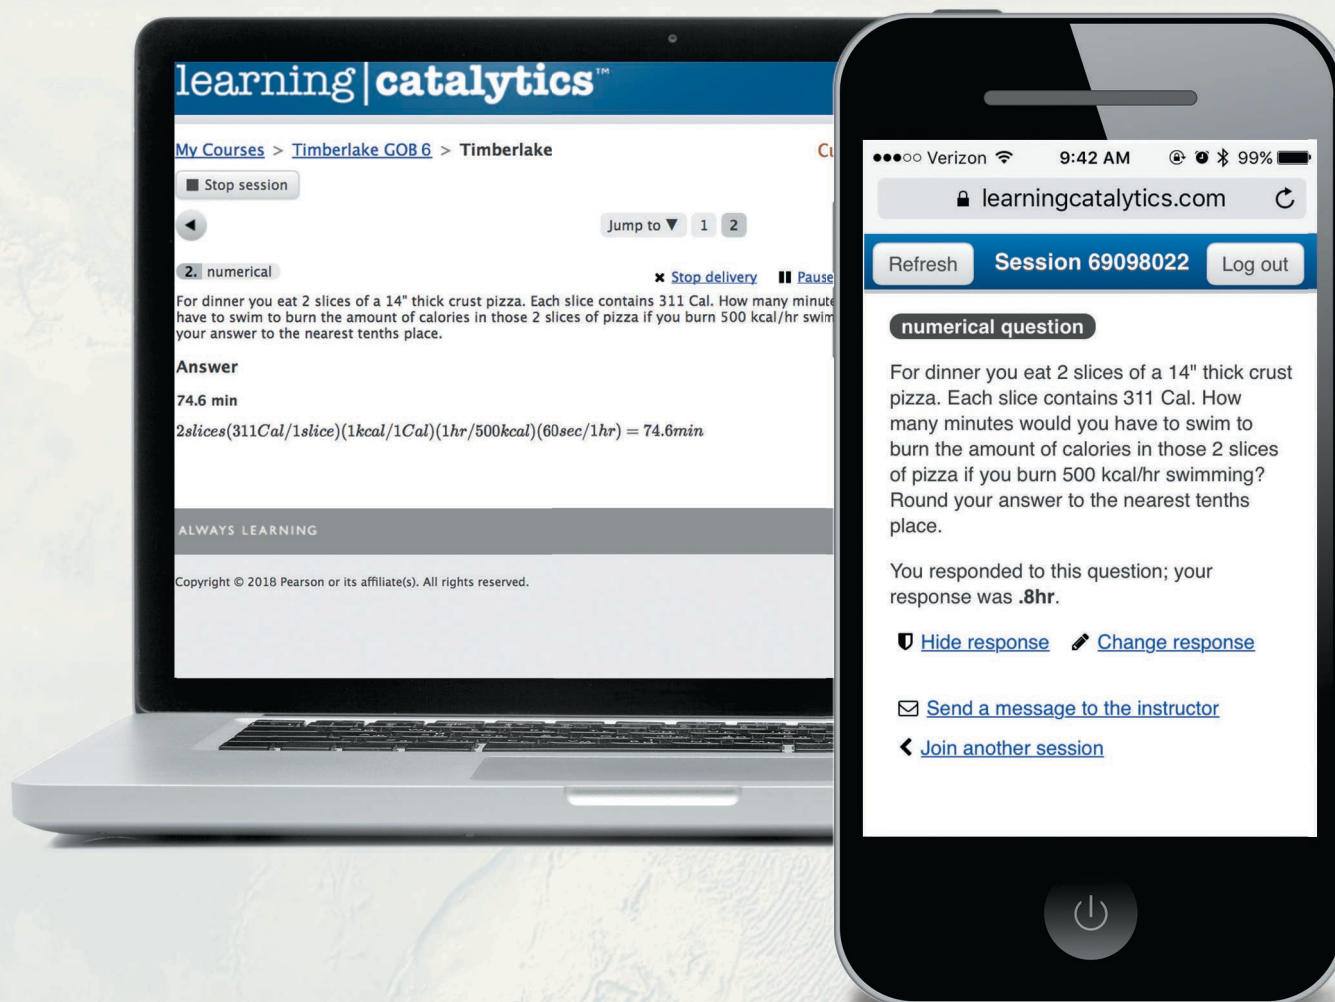 learning|catalytics™
My Courses > Timberlake GOB 6 > Timberlake
Stop session
Jump to ▼ 1 2
2. numerical
Stop delivery Pause
For dinner you eat 2 slices of a 14" thick crust pizza. Each slice contains 311 Cal. How many minute
have to swim to burn the amount of calories in those 2 slices of pizza if you burn 500 kcal/hr swim
your answer to the nearest tenths place.
Answer
74.6 min
2slices(311Cal/1slice)(1kcal/1Cal)(1hr/500kcal)(60sec/1hr) = 74.6min
ALWAYS LEARNING
Copyright © 2018 Pearson or its affiliate(s). All rights reserved.
Verizon 9:42 AM 99%
learningcatalytics.com
Refresh Session 69098022 Log out
numerical question
For dinner you eat 2 slices of a 14" thick crust
pizza. Each slice contains 311 Cal. How
many minutes would you have to swim to
burn the amount of calories in those 2 slices
of pizza if you burn 500 kcal/hr swimming?
Round your answer to the nearest tenths
place.
You responded to this question; your
response was .8hr.
Hide response Change response
Send a message to the instructor
Join another session